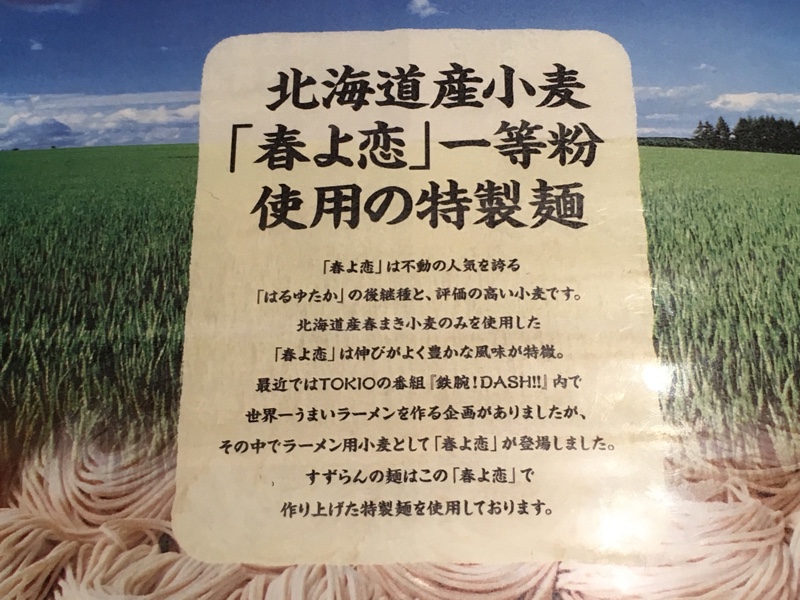 北海道産小麦
「春よ恋」一等粉
使用の特製麺
「春よ恋」は不動の人気を誇る
「はるゆたか」の後継種と、評価の高い小麦です。
北海道産春まき小麦のみを使用した
「春よ恋」は伸びがよく豊かな風味が特徴。
最近ではTOKIOの番組『鉄腕!DASH!!』内で
世界一うまいラーメンを作る企画がありましたが、
その中でラーメン用小麦として「春よ恋」が登場しました。
すずらんの麺はこの「春よ恋」で
作り上げた特製麺を使用しております。